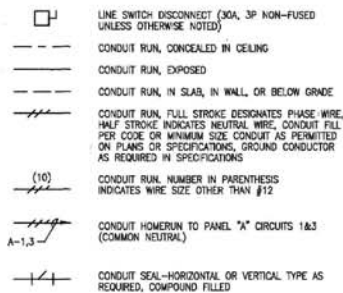 LINE SWITCH DISCONNECT (30A, 3P NON-FUSED
UNLESS OTHERWISE NOTED)
CONDUIT RUN, CONCEALED IN CEILING
CONDUIT RUN, EXPOSED
CONDUIT RUN, IN SLAB, IN WALL, OR BELOW GRADE
CONDUIT RUN, FULL STROKE DESIGNATES PHASE WIRE,
HALF STROKE INDICATES NEUTRAL WIRE, CONDUIT FILL
PER CODE OR MINIMUM SIZE CONDUIT AS PERMITTED
ON PLANS OR SPECIFICATIONS, GROUND CONDUCTOR
AS REQUIRED IN SPECIFICATIONS
(10)
CONDUIT RUN. NUMBER IN PARENTHESIS
INDICATES WIRE SIZE OTHER THAN #12
CONDUIT HOMERUN TO PANEL "A" CIRCUITS 1&3
(COMMON NEUTRAL)
A-1,3
CONDUIT SEAL-HORIZONTAL OR VERTICAL TYPE AS
REQUIRED, COMPOUND FILLED